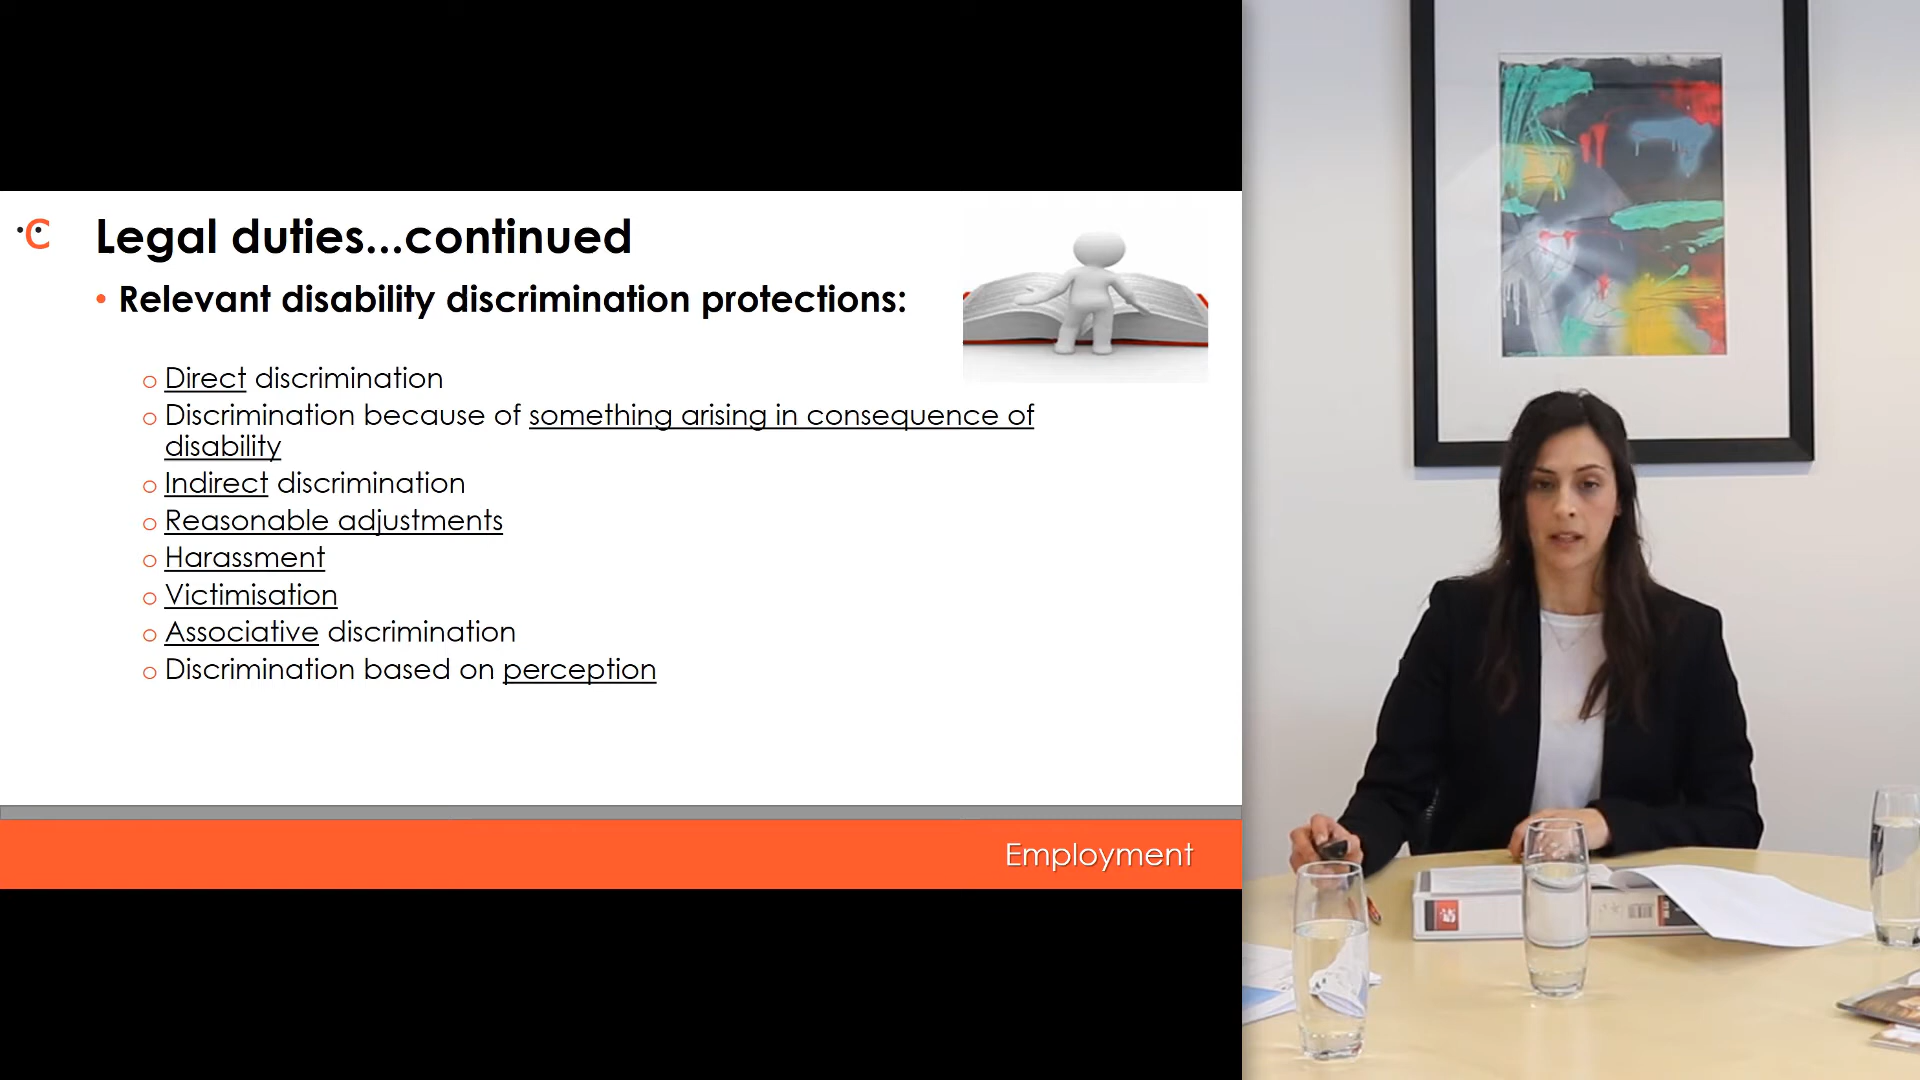 Legal duties...continued
• Relevant disability discrimination protections:
o Direct discrimination
o Discrimination because of something arising in consequence of
disability
o Indirect discrimination
o Reasonable adjustments
o Harassment
o Victimisation
o Associative discrimination
o Discrimination based on perception
Employment